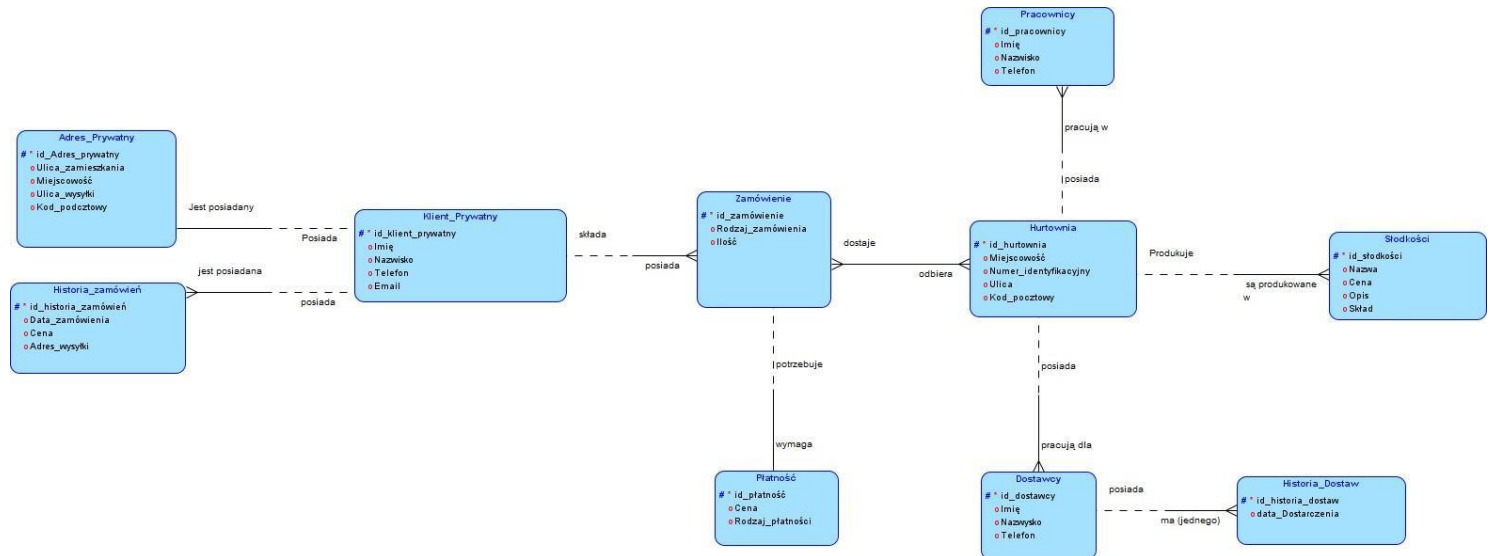 Pracownicy
# * id_pracownicy
o Imię
o Nazwisko
o Telefon
pracują w
posiada
Adres_Prywatny
# * id_Adres_prywatny
o Ulica_zamieszkania
o Miejscowość
o Ulica_wysyłki
o Kod_podcztowy
Jest posiadany
Posiada
Klient_Prywatny
# * id_klient_prywatny
o Imię
o Nazwisko
o Telefon
o Email
jest posiadana
posiada
Historia_zamówień
# * id_historia_zamówień
o Data_zamówienia
o Cena
o Adres_wysyłki
składa
posiada
Zamówienie
# * id_zamówienie
o Rodzaj_zamówienia
o Ilość
dostaje
odbiera
Hurtownia
# * id_hurtownia
o Miejscowość
o Numer_identyfikacyjny
o Ulica
o Kod_pocztowy
Produkuje
są produkowane
w
Słodkości
# * id_słodkości
o Nazwa
o Cena
o Opis
o Skład
potrzebuje
wymaga
Płatność
# * id_płatność
o Cena
o Rodzaj_płatności
posiada
pracują dla
Dostawcy
# * id_dostawcy
o Imię
o Nazwysko
o Telefon
posiada
ma (jednego)
Historia_Dostaw
# * id_historia_dostaw
o data_Dostarczenia